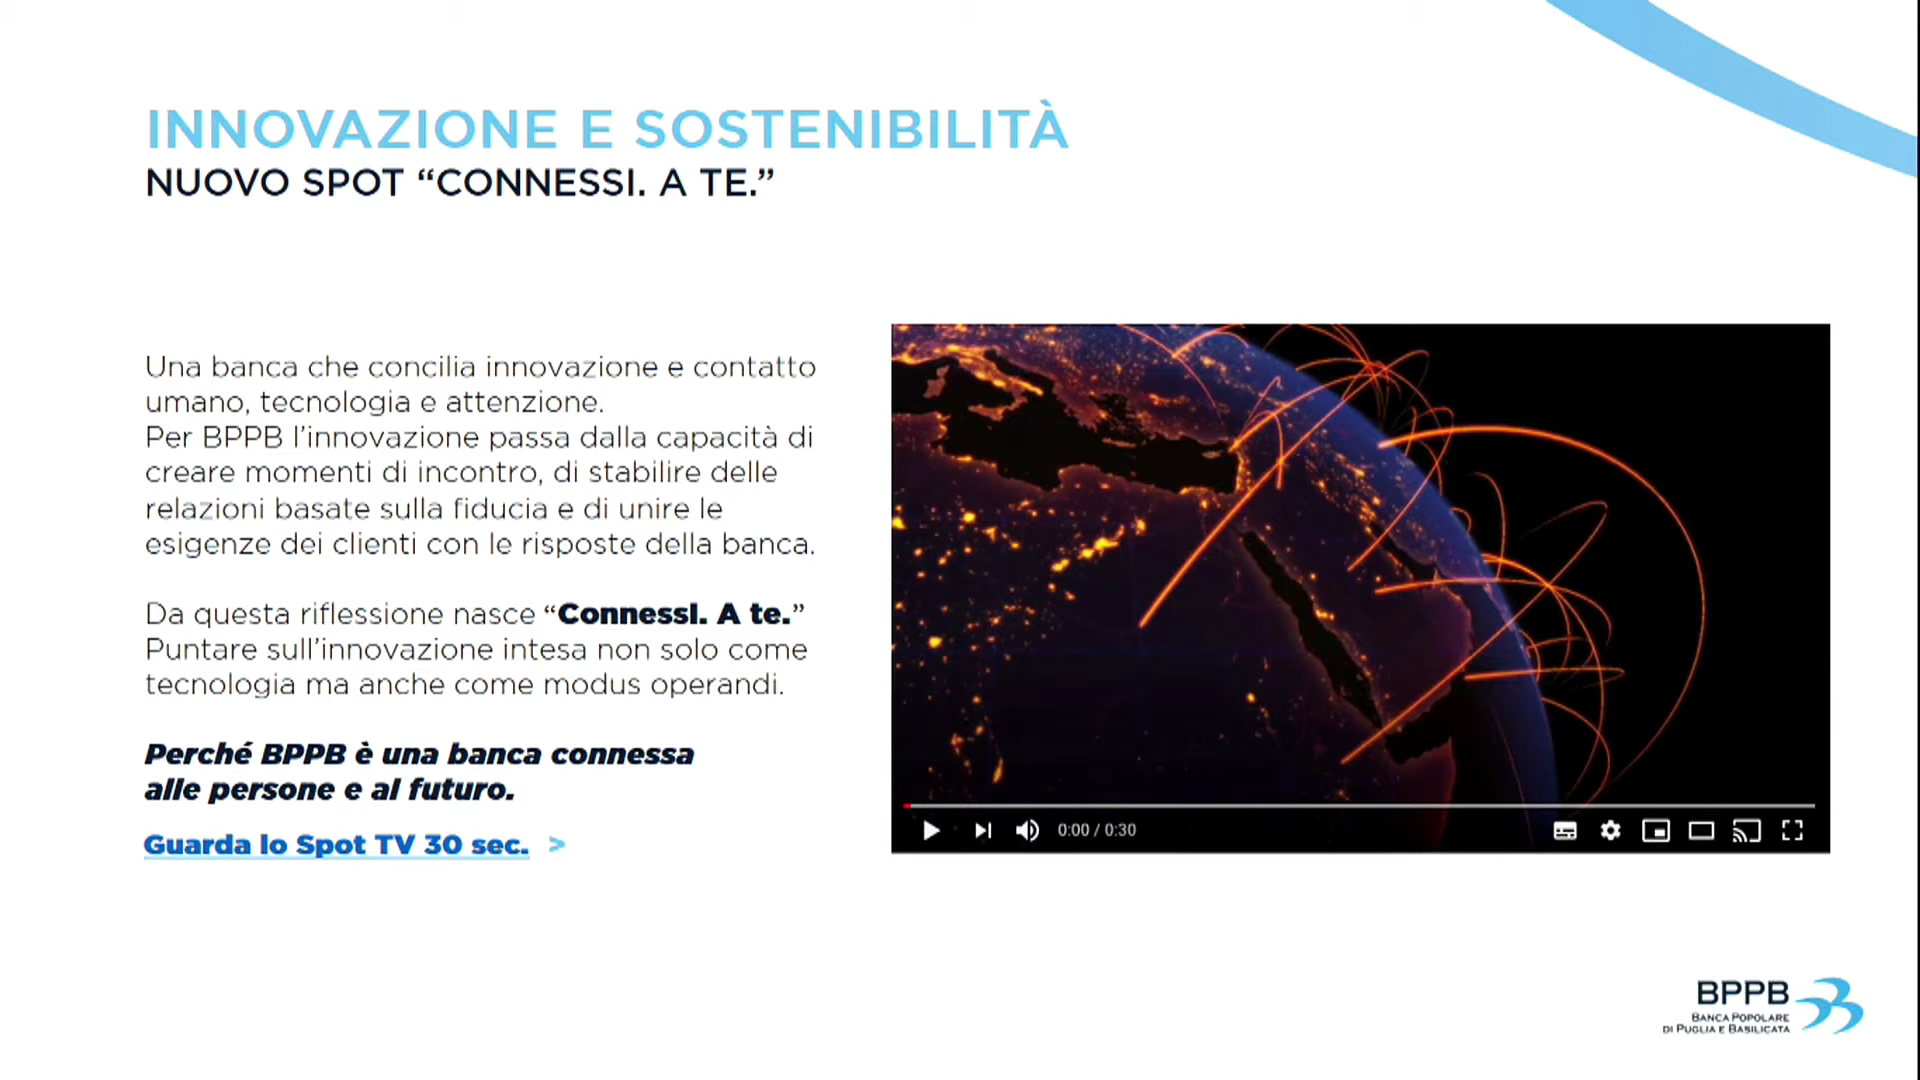 INNOVAZIONE E SOSTENIBILITÀ
NUOVO SPOT “CONNESSI. A TE.”
Una banca che concilia innovazione e contatto
umano, tecnologia e attenzione.
Per BPPB l’innovazione passa dalla capacità di
creare momenti di incontro, di stabilire delle
relazioni basate sulla fiducia e di unire le
esigenze dei clienti con le risposte della banca.
Da questa riflessione nasce “Connessi. A te.”
Puntare sull’innovazione intesa non solo come
tecnologia ma anche come modus operandi.
Perché BPPB è una banca connessa
alle persone e al futuro.
Guarda lo Spot TV 30 sec. >
0:00 / 0:30
BPPB
BANCA POPOLARE
DI PUGLIA E BASILICATA